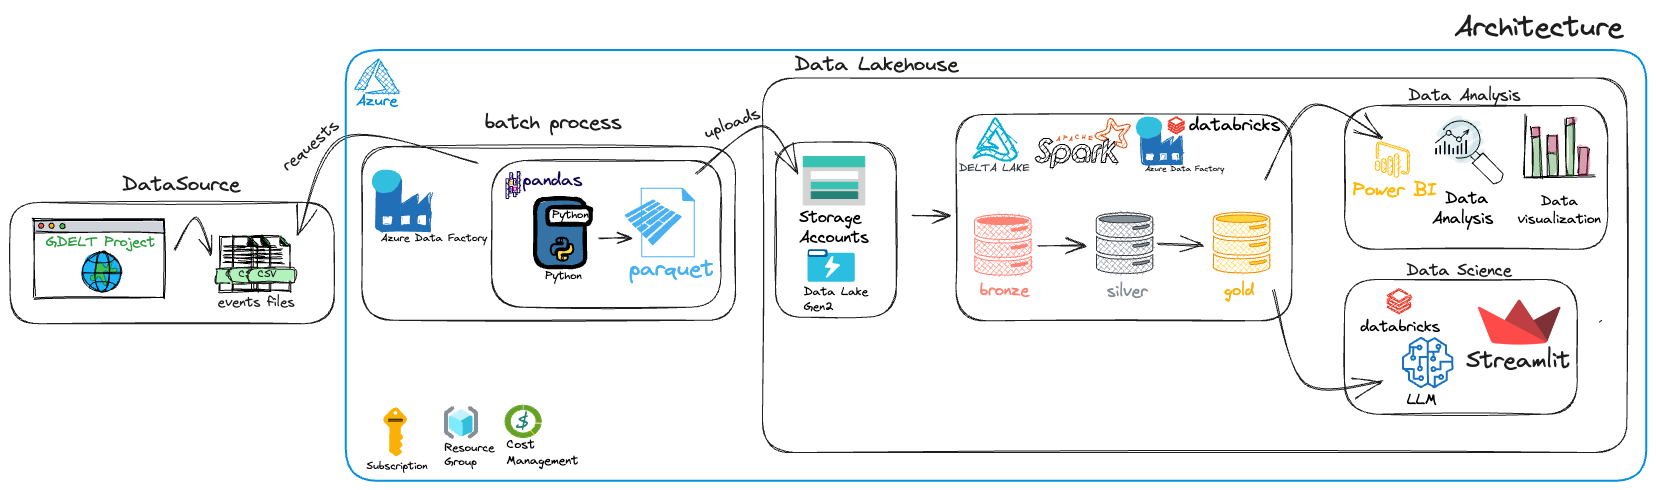 Architecture
Data Lakehouse
Azure
batch process
requests
uploads
DataSource
GDELT Project
C
C
CSV
events files
Azure Data Factory
pandas
Python
Python
parquet
Storage
Accounts
Data Lake
Gen2
DELTA LAKE
APACHE
Spark
databricks
Azure Data Factory
bronze
silver
gold
Data Analysis
Power BI
Data
Analysis
Data
visualization
Data Science
databricks
LLM
Streamlit
Subscription
Resource
Group
$
Cost
Management